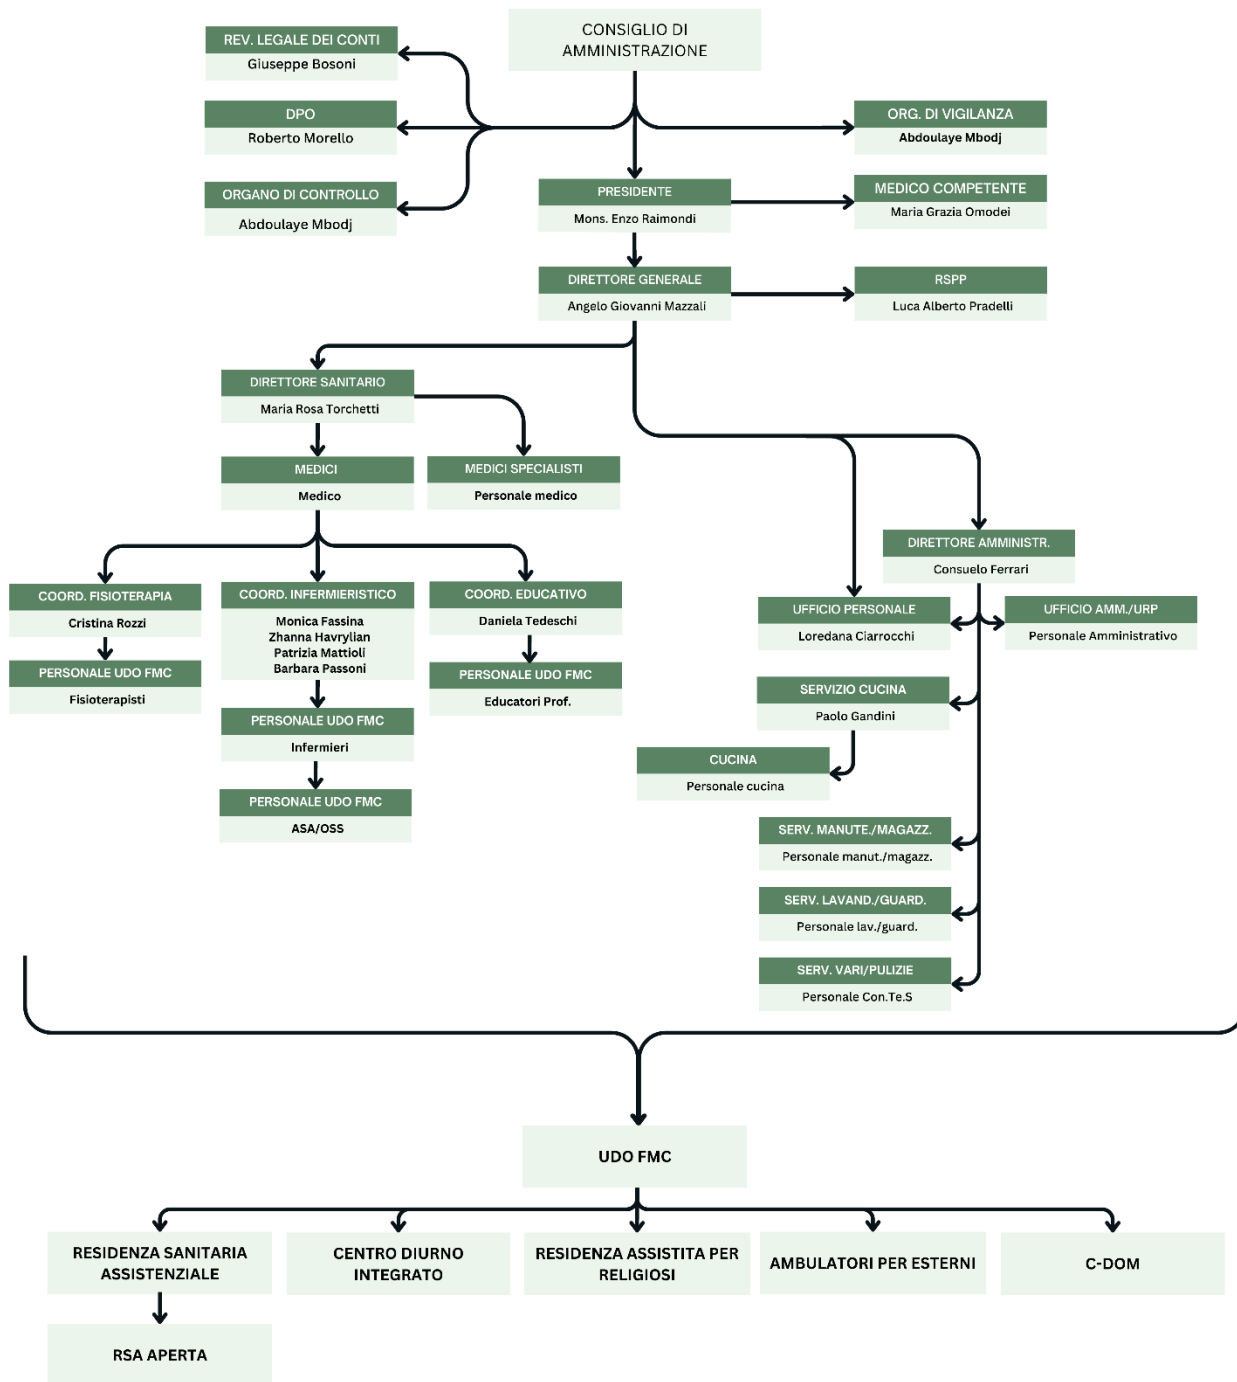 CONSIGLIO DI
AMMINISTRAZIONE
REV. LEGALE DEI CONTI
Giuseppe Bosoni
DPO
Roberto Morello
ORG. DI VIGILANZA
Abdoulaye Mbodj
ORGANO DI CONTROLLO
Abdoulaye Mbodj
PRESIDENTE
Mons. Enzo Raimondi
MEDICO COMPETENTE
Maria Grazia Omodei
DIRETTORE GENERALE
Angelo Giovanni Mazzali
RSPP
Luca Alberto Pradelli
DIRETTORE SANITARIO
Maria Rosa Torchetti
MEDICI
Medico
MEDICI SPECIALISTI
Personale medico
COORD. FISIOTERAPIA
Cristina Rozzi
PERSONALE UDO FMC
Fisioterapisti
COORD. INFERMIERISTICO
Monica Fassina
Zhanna Havrylian
Patrizia Mattioli
Barbara Passoni
PERSONALE UDO FMC
Infermieri
PERSONALE UDO FMC
ASA/OSS
COORD. EDUCATIVO
Daniela Tedeschi
PERSONALE UDO FMC
Educatori Prof.
DIRETTORE AMMINISTR.
Consuelo Ferrari
UFFICIO PERSONALE
Loredana Ciarrocchi
UFFICIO AMM./URP
Personale Amministrativo
SERVIZIO CUCINA
Paolo Gandini
CUCINA
Personale cucina
SERV. MANUTE./MAGAZZ.
Personale manut./magazz.
SERV. LAVAND./GUARD.
Personale lav./guard.
SERV. VARI/PULIZIE
Personale Con.Te.S
UDO FMC
RESIDENZA SANITARIA
ASSISTENZIALE
CENTRO DIURNO
INTEGRATO
RESIDENZA ASSISTITA PER
RELIGIOSI
AMBULATORI PER ESTERNI
C-DOM
RSA APERTA